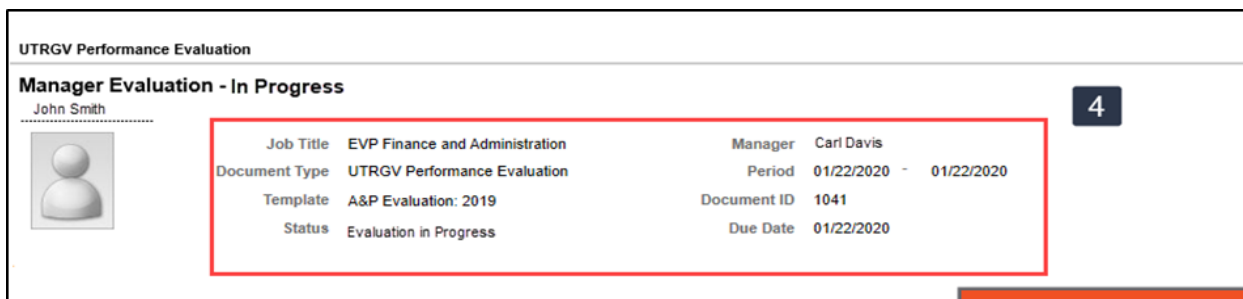 UTRGV Performance Evaluation
Manager Evaluation - In Progress
John Smith
4
Job Title EVP Finance and Administration Manager Carl Davis
Document Type UTRGV Performance Evaluation Period 01/22/2020 - 01/22/2020
Template A&P Evaluation: 2019 Document ID 1041
Status Evaluation in Progress Due Date 01/22/2020